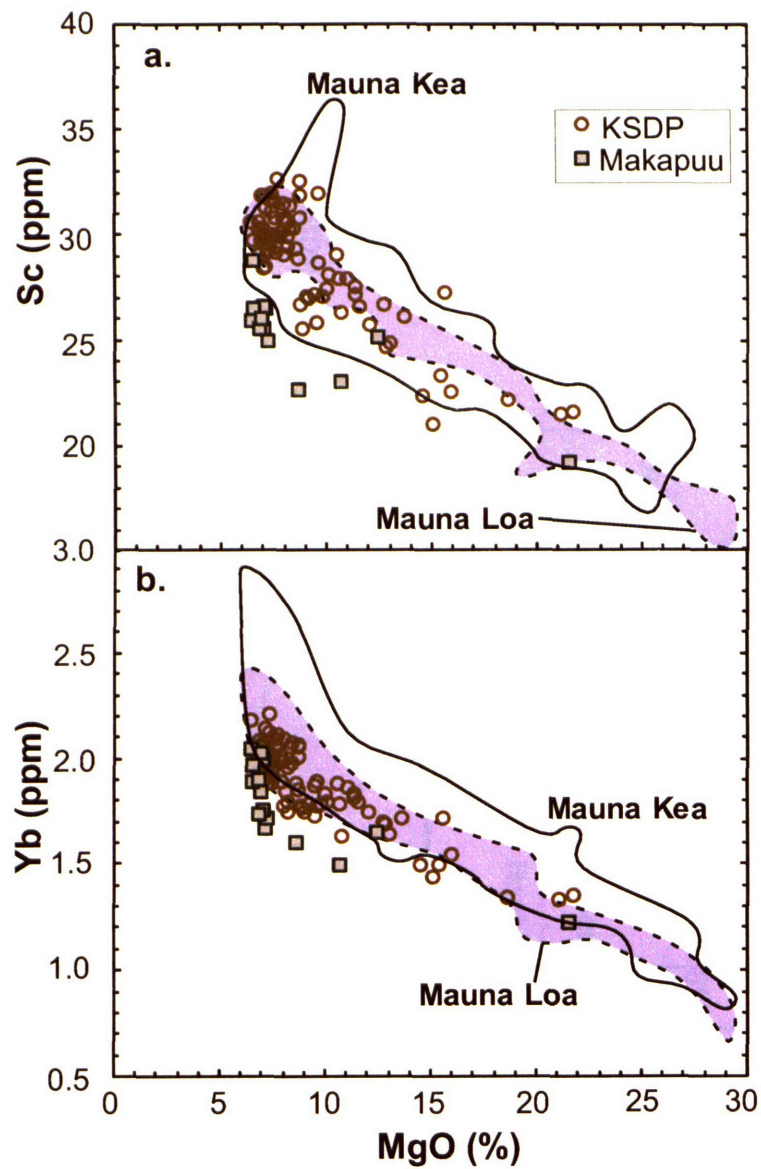 40
a.
Mauna Kea
KSDP
Makapuu
35
30
Sc (ppm)
25
20
Mauna Loa
3.0
b.
2.5
2.0
Yb (ppm)
Mauna Kea
1.5
1.0
Mauna Loa
0.5
0 5 10 15 20 25 30
MgO (%)